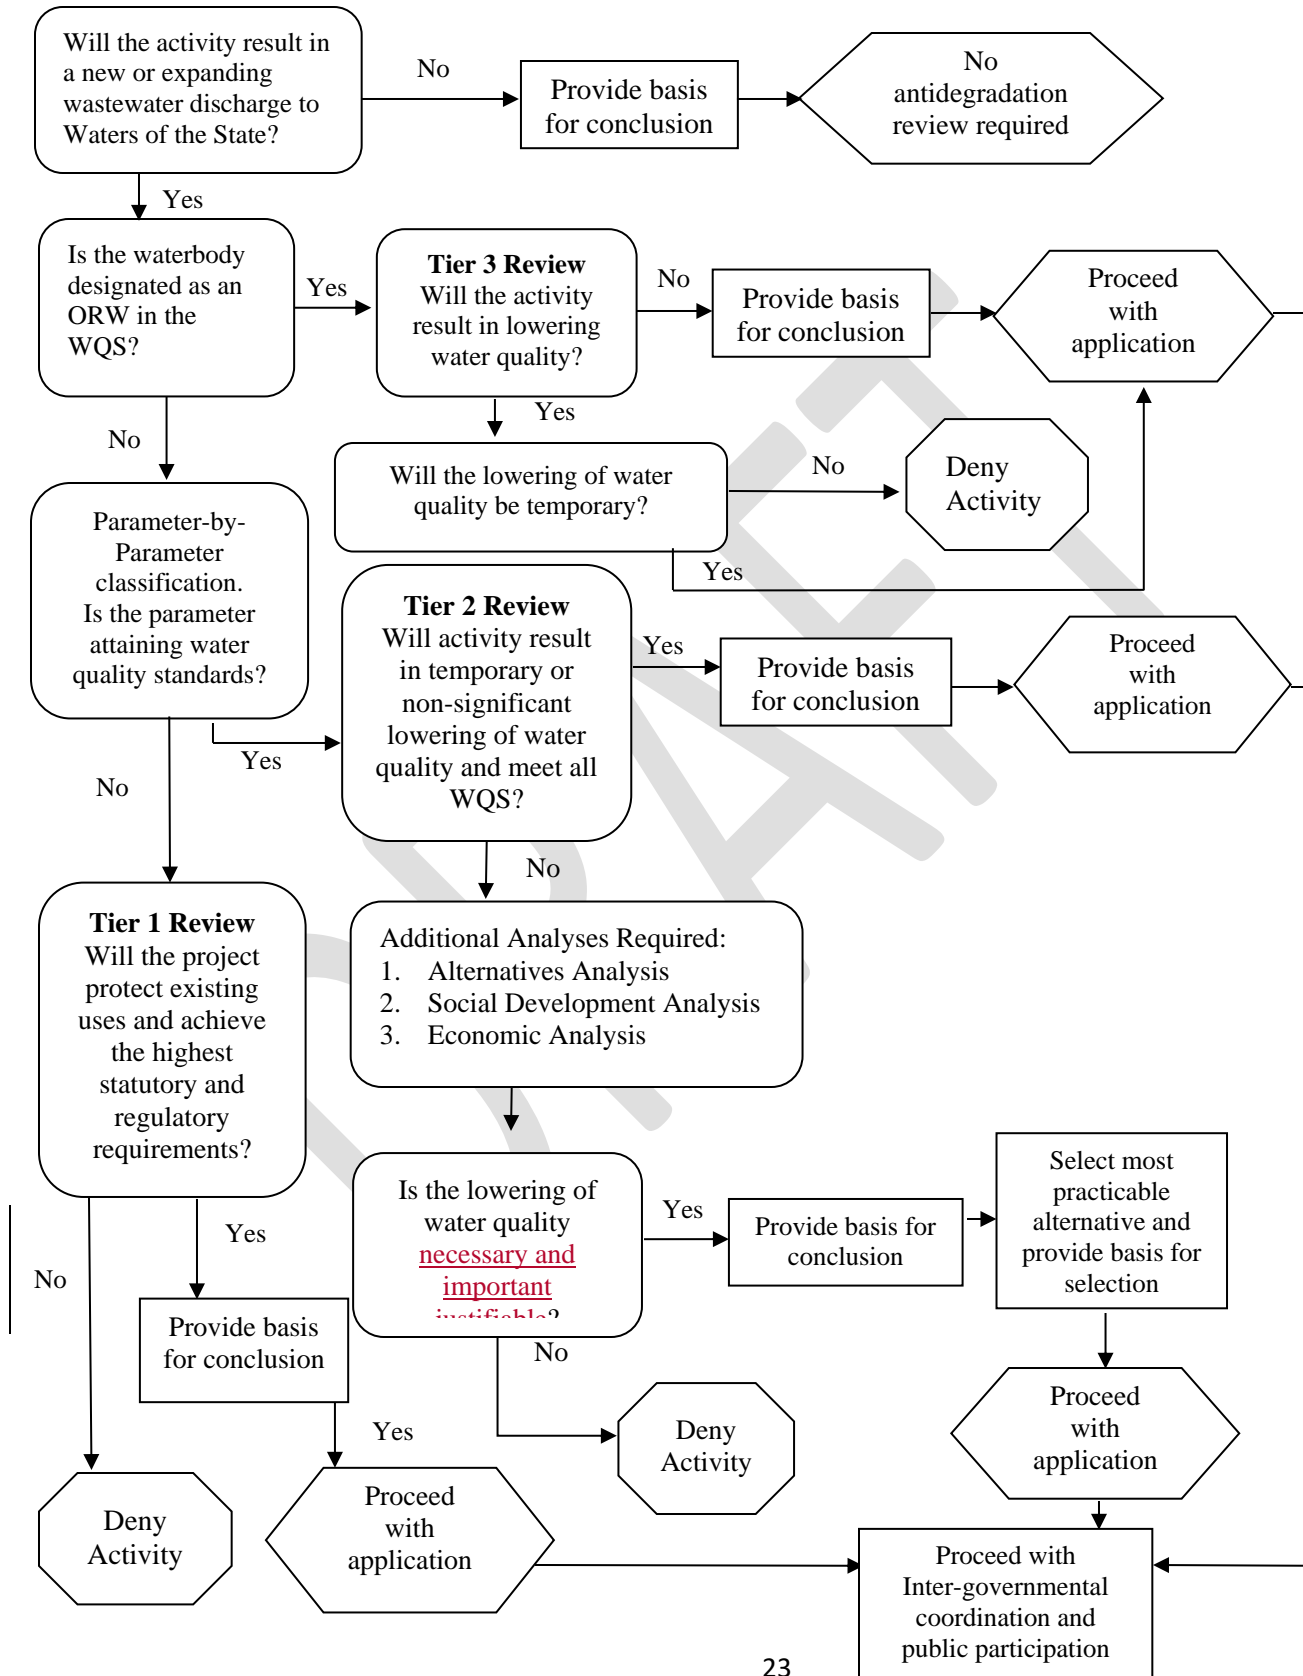 Will the activity result in
a new or expanding
wastewater discharge to
Waters of the State?
No
Provide basis
for conclusion
No
antidegradation
review required
Yes
Is the waterbody
designated as an
ORW in the
WQS?
Yes
Tier 3 Review
Will the activity
result in lowering
water quality?
No
Provide basis
for conclusion
Proceed
with
application
Yes
No
Will the lowering of water
quality be temporary?
No
Deny
Activity
Yes
Parameter-by-
Parameter
classification.
Is the parameter
attaining water
quality standards?
Yes
Tier 2 Review
Will activity result
in temporary or
non-significant
lowering of water
quality and meet all
WQS?
Yes
Provide basis
for conclusion
Proceed
with
application
No
No
Tier 1 Review
Will the project
protect existing
uses and achieve
the highest
statutory and
regulatory
requirements?
Additional Analyses Required:
1. Alternatives Analysis
2. Social Development Analysis
3. Economic Analysis
Is the lowering of
water quality
necessary and
important
justifiable?
Yes
Provide basis for
conclusion
Select most
practicable
alternative and
provide basis for
selection
No
Yes
Provide basis
for conclusion
No
Deny
Activity
Yes
Proceed
with
application
Deny
Activity
Proceed
with
application
Proceed with
Inter-governmental
coordination and
public participation
23
DRAFT